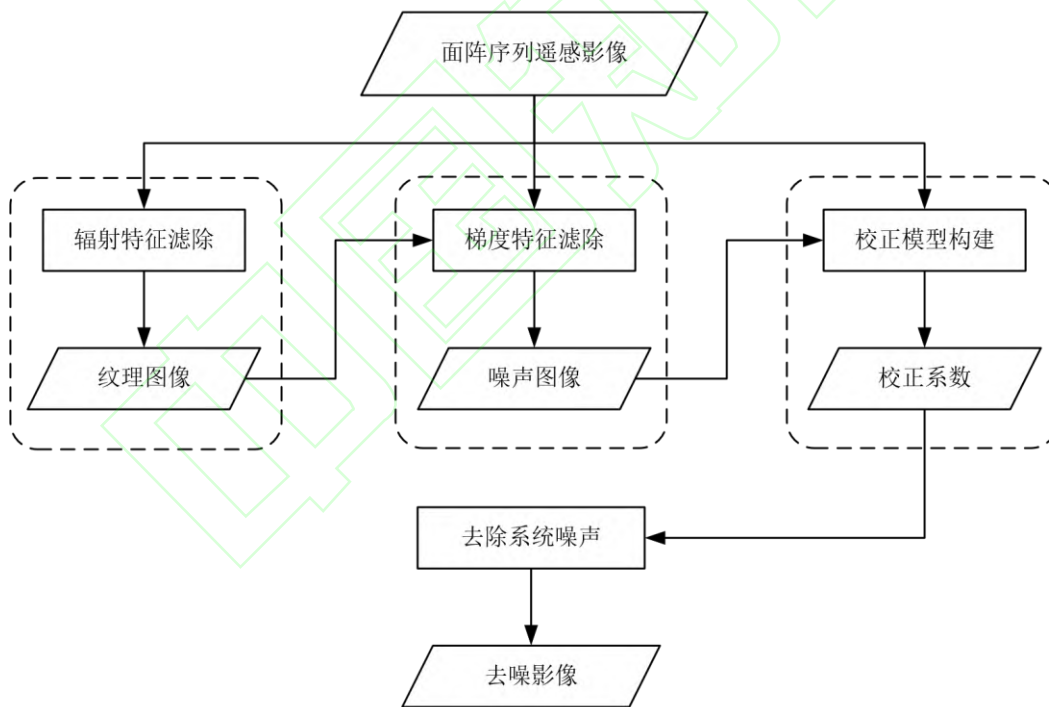 面阵序列遥感影像
辐射特征滤除
梯度特征滤除
校正模型构建
纹理图像
噪声图像
校正系数
去除系统噪声
去噪影像